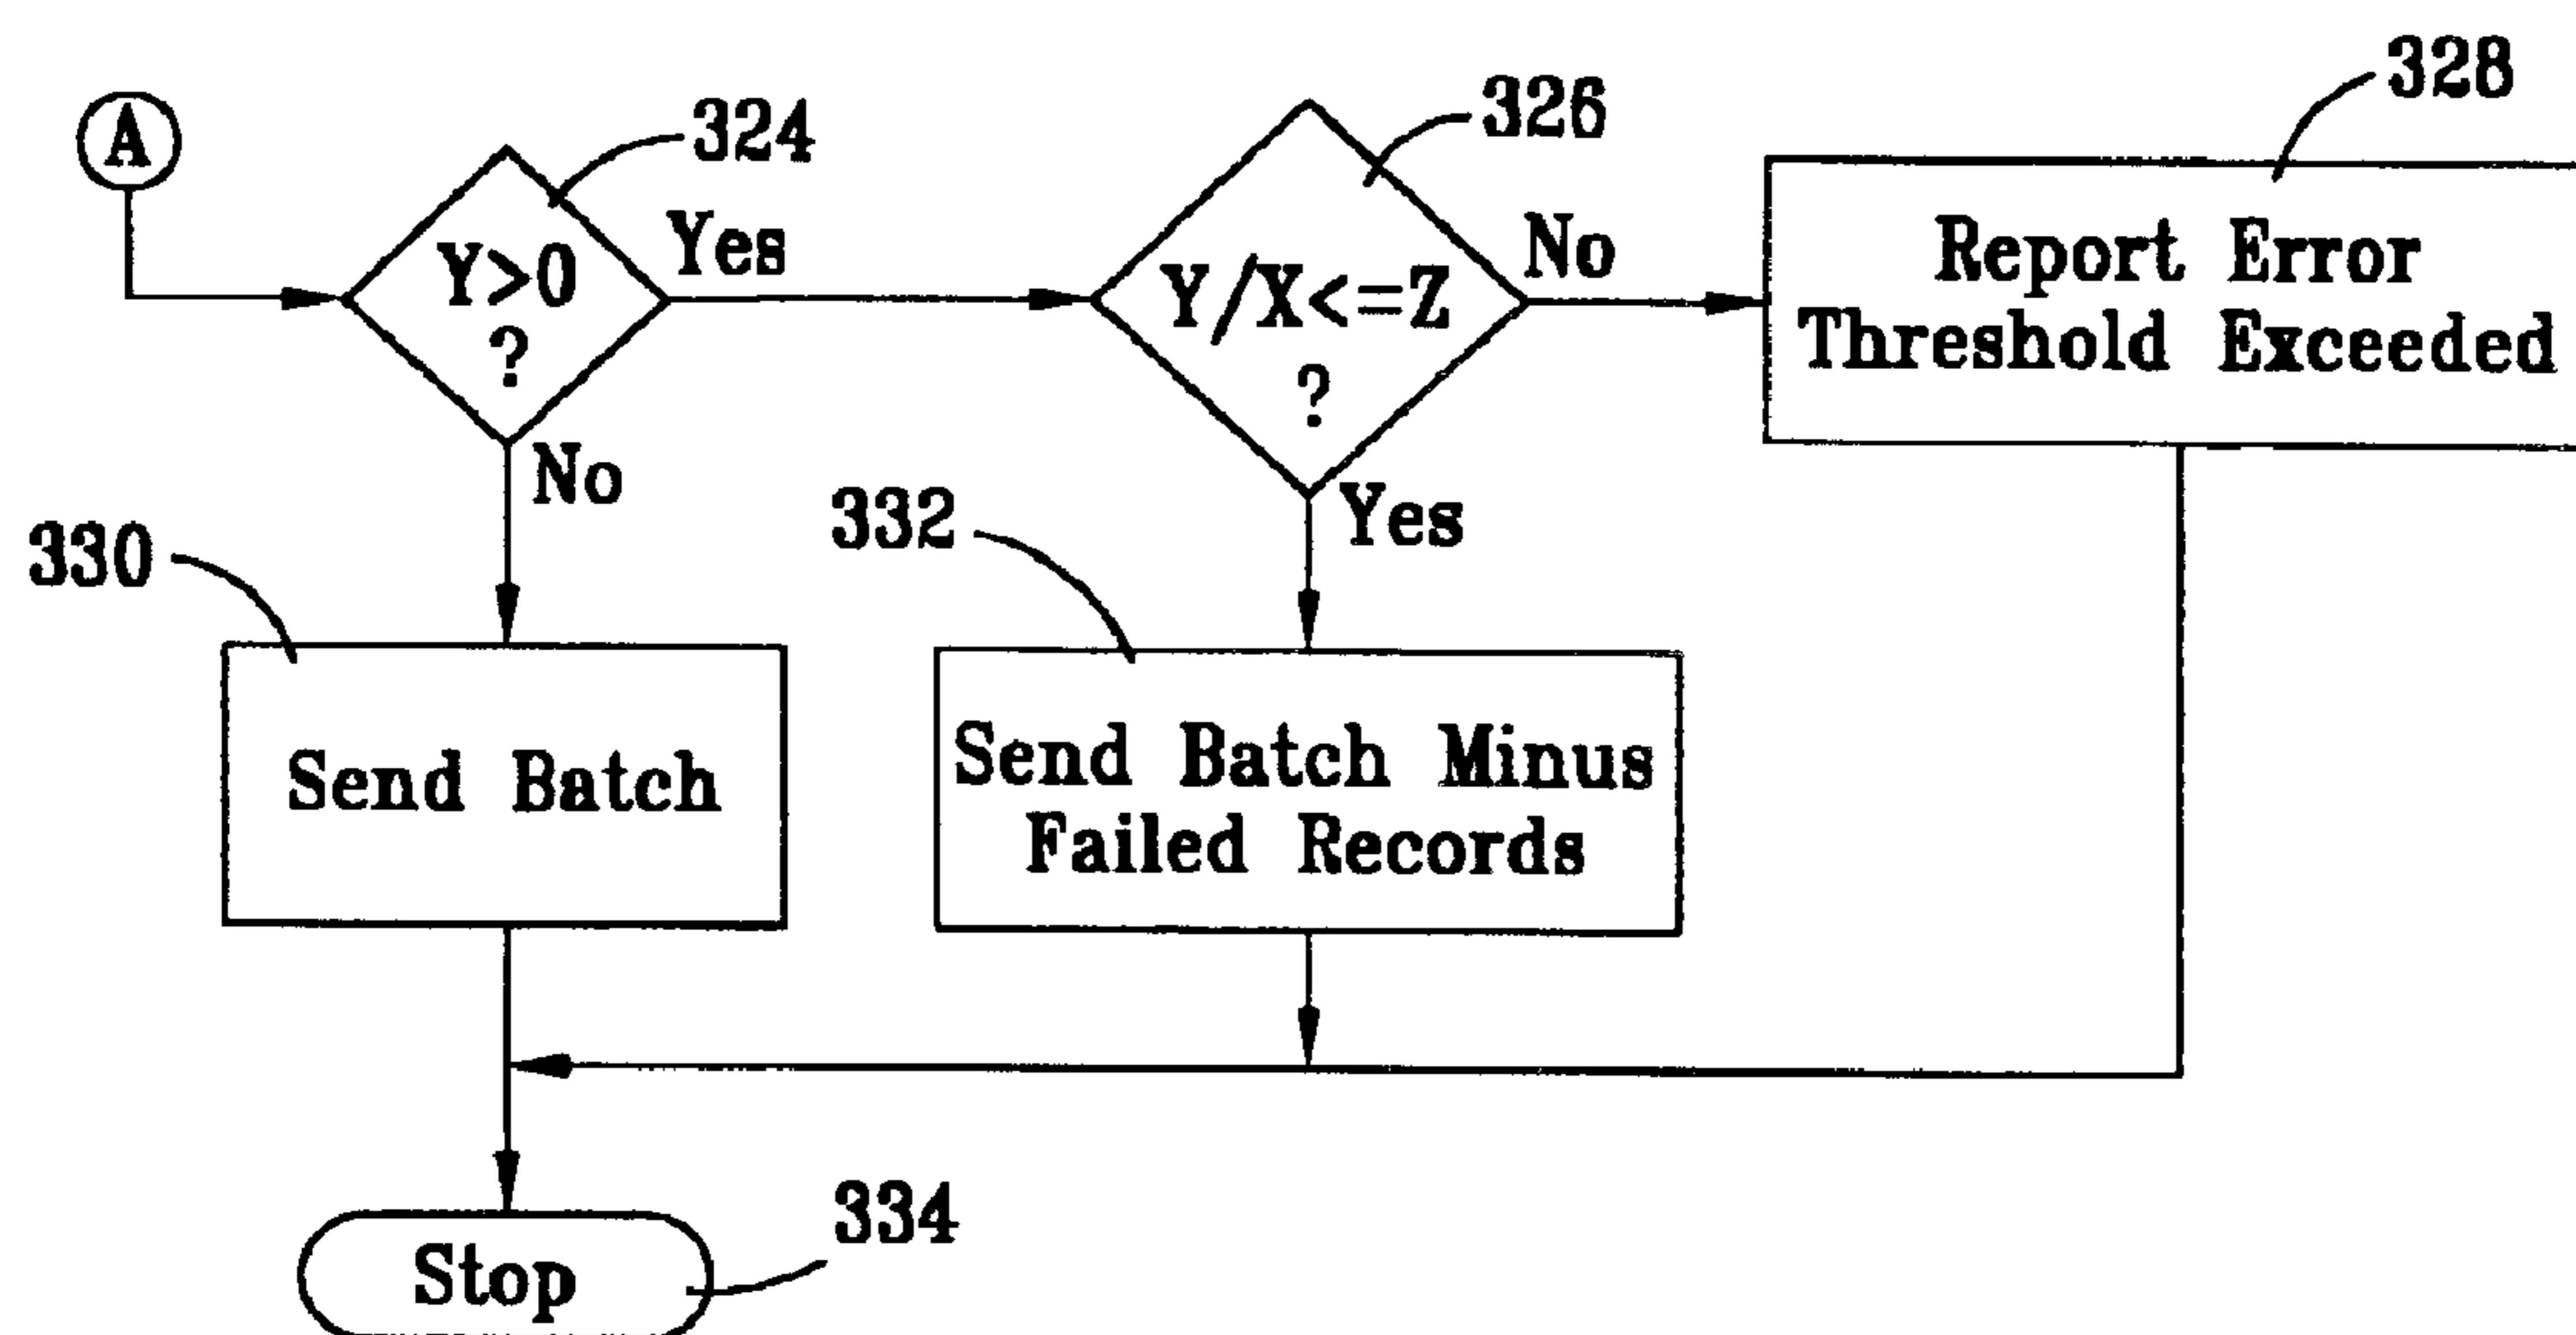 A
324
Y>0
?
Yes
No
326
Y/X<=Z
?
No
Yes
328
Report Error
Threshold Exceeded
330
Send Batch
332
Send Batch Minus
Failed Records
Stop
334